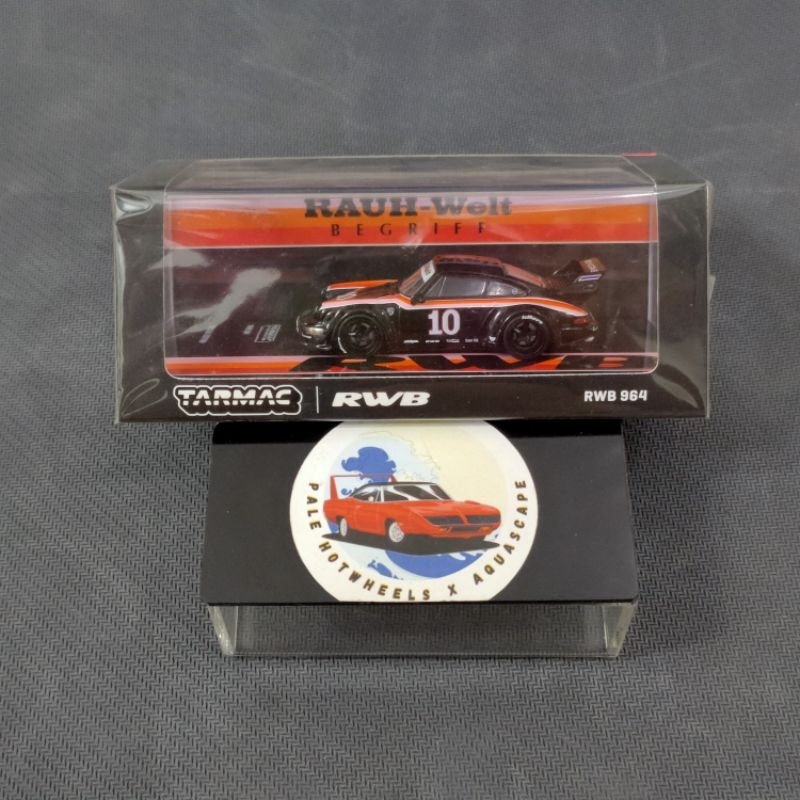 RAUH-Welt
BEGRIFF
10
TARMAC | RWB
RWB 964
PALE HOTWHEELS X AQUASCAPE